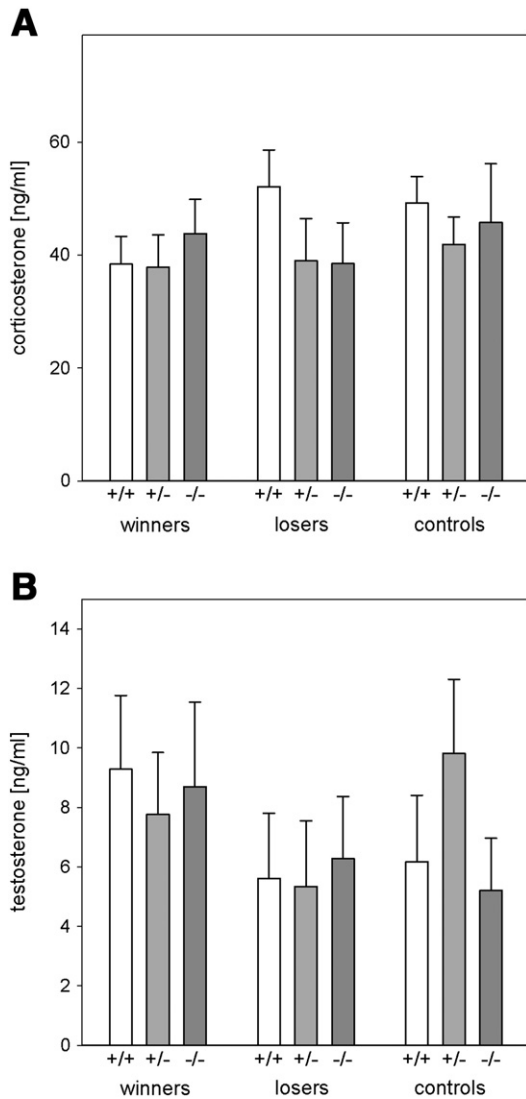 A
corticosterone [ng/ml]
60
40
20
0
+/+ +/- -/- +/+ +/- -/- +/+ +/- -/-
winners losers controls
B
testosterone [ng/ml]
14
12
10
8
6
4
2
0
+/+ +/- -/- +/+ +/- -/- +/+ +/- -/-
winners losers controls